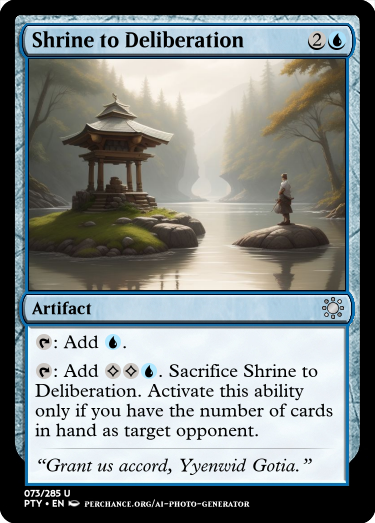 Shrine to Deliberation 2
Artifact
: Add .
: Add . Sacrifice Shrine to
Deliberation. Activate this ability
only if you have the number of cards
in hand as target opponent.
“Grant us accord, Yyenwid Gotia.”
073/285 U
PTY • EN PERCHANCE.ORG/AI-PHOTO-GENERATOR